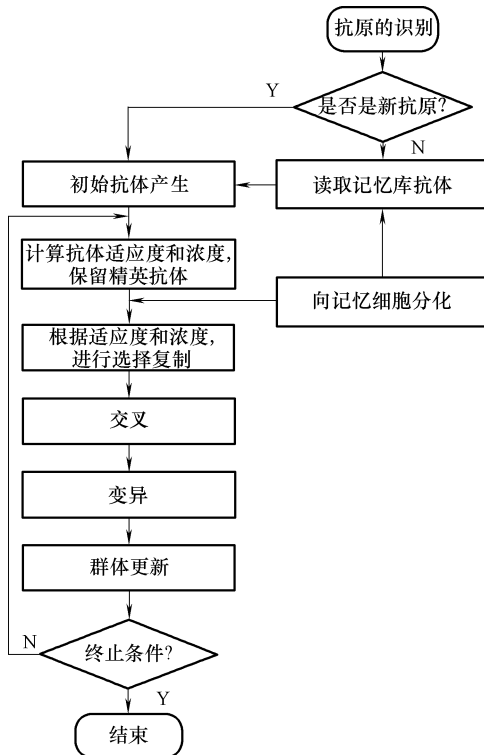 抗原的识别
是否是新抗原?
Y
N
初始抗体产生
读取记忆库抗体
计算抗体适应度和浓度,
保留精英抗体
向记忆细胞分化
根据适应度和浓度,
进行选择复制
交叉
变异
群体更新
终止条件?
N
Y
结束